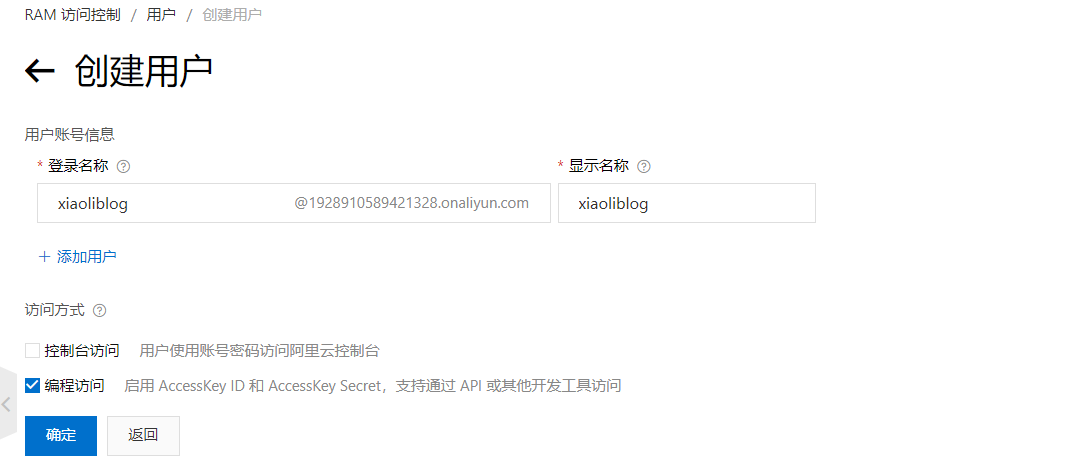 RAM 访问控制 / 用户 / 创建用户
创建用户
用户账号信息
* 登录名称 * 显示名称
xiaoliblog @1928910589421328.onaliyun.com xiaoliblog
+ 添加用户
访问方式
控制台访问 用户使用账号密码访问阿里云控制台
编程访问 启用 AccessKey ID 和 AccessKey Secret，支持通过 API 或其他开发工具访问
确定 返回